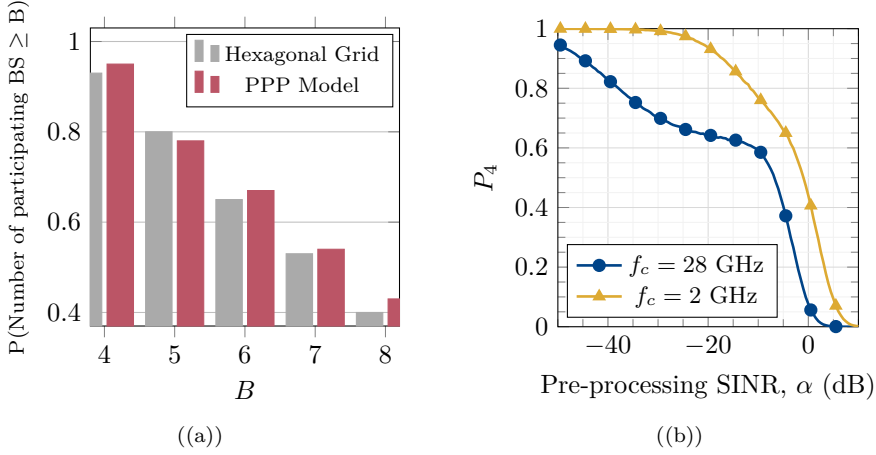 P(Number of participating BS ≥ B)
1
0.8
0.6
0.4
Hexagonal Grid
PPP Model
4 5 6 7 8
B
((a))
P₄
1
0.8
0.6
0.4
0.2
0
f_c = 28 GHz
f_c = 2 GHz
−40 −20 0
Pre-processing SINR, α (dB)
((b))